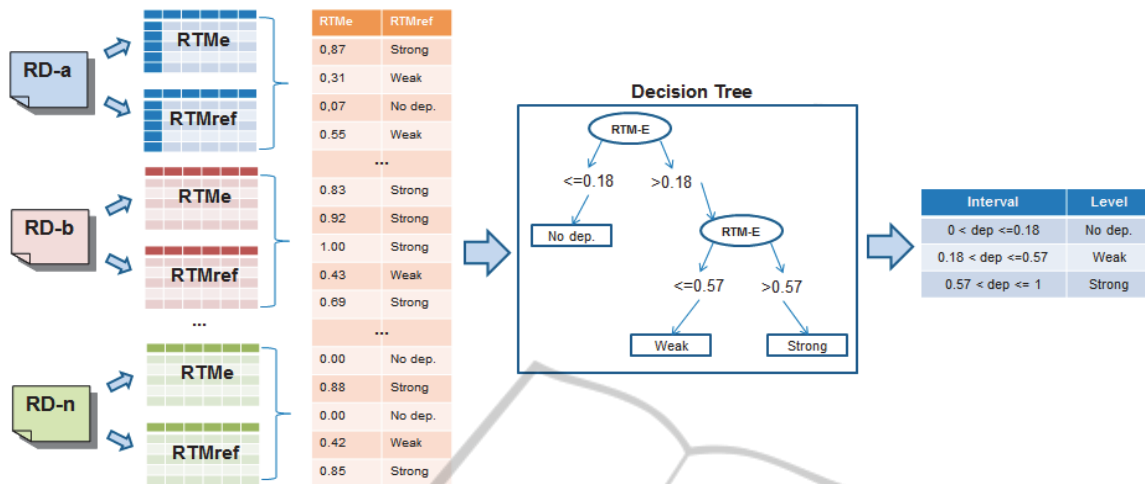 RD-a
RTMe
RTMref
RD-b
RTMe
RTMref
...
RD-n
RTMe
RTMref
RTMe RTMref
0,87 Strong
0,31 Weak
0,07 No dep.
0.55 Weak
...
0.83 Strong
0.92 Strong
1.00 Strong
0.43 Weak
0.69 Strong
...
0.00 No dep.
0.88 Strong
0.00 No dep.
0.42 Weak
0.85 Strong
Decision Tree
RTM-E
<=0.18 >0.18
No dep. RTM-E
<=0.57 >0.57
Weak Strong
Interval Level
0 < dep <=0.18 No dep.
0.18 < dep <=0.57 Weak
0.57 < dep <= 1 Strong